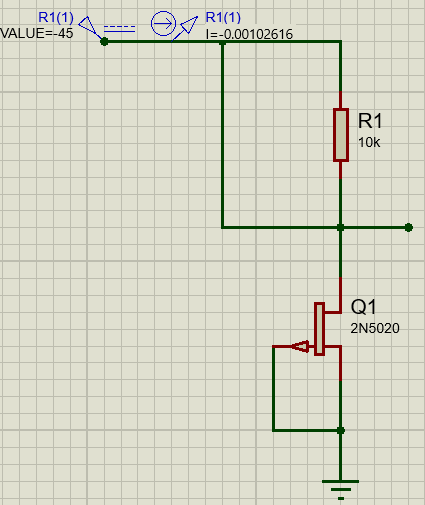 R1(1)
VALUE=-45
R1(1)
I=-0.00102616
R1
10k
Q1
2N5020